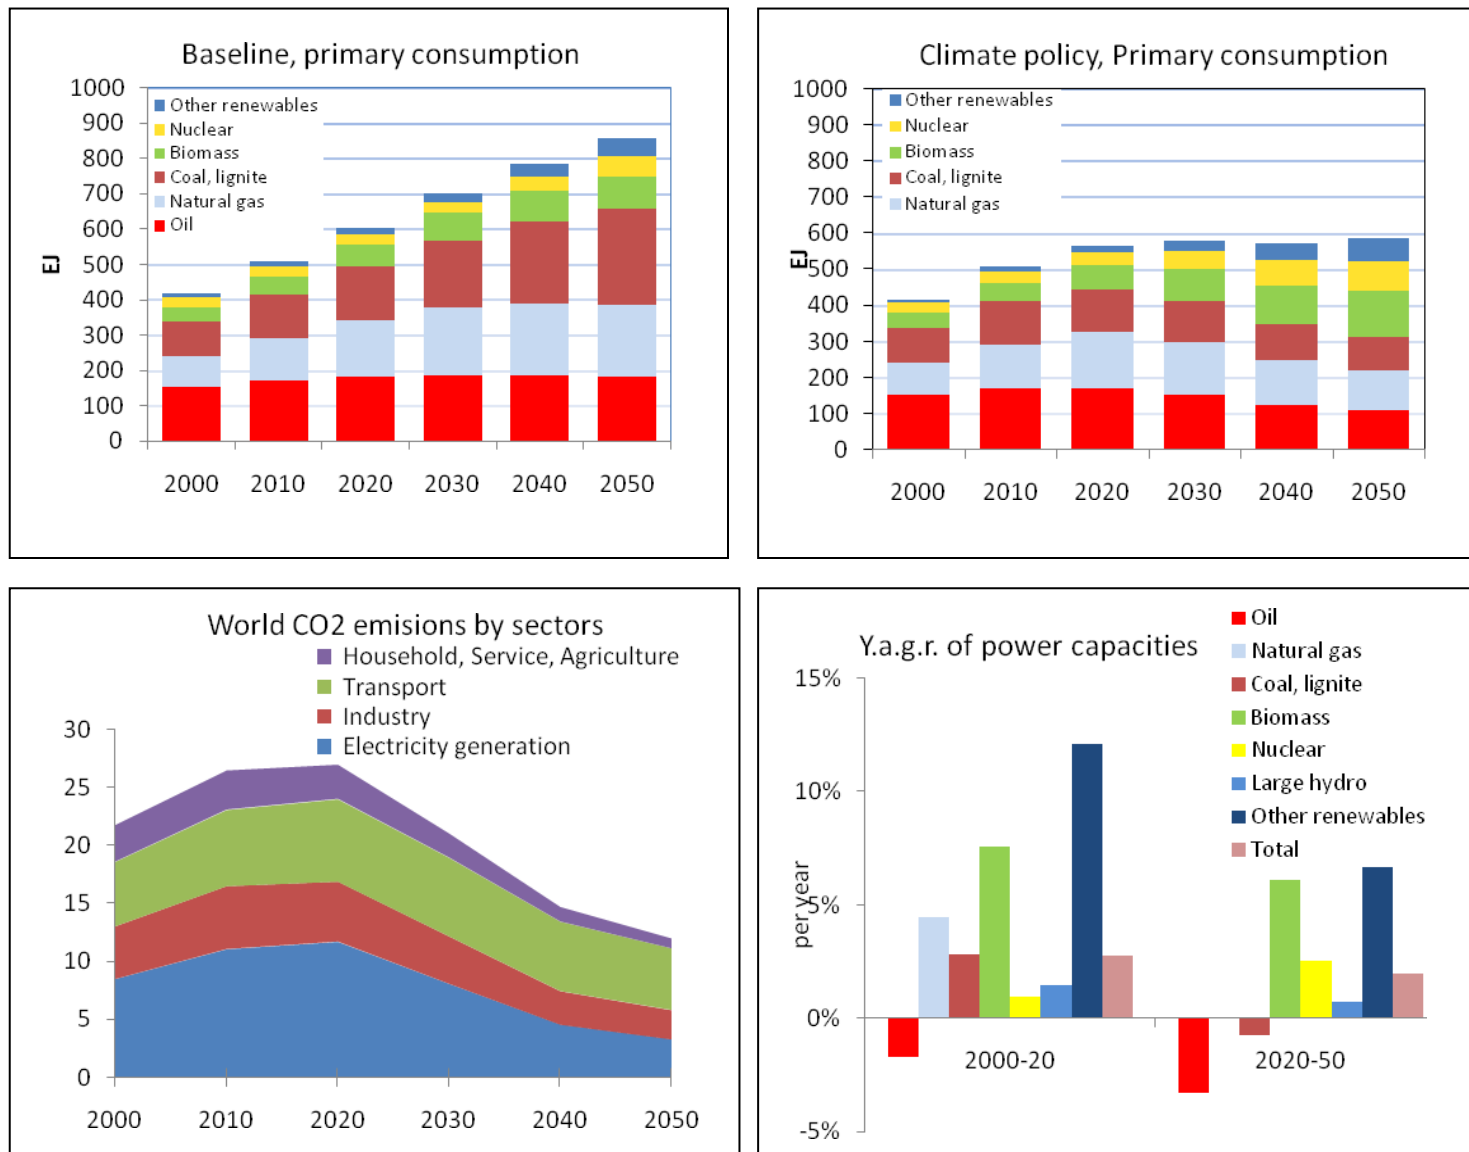 Baseline, primary consumption
1000
900
800
700
600
500
400
300
200
100
0
EJ
Other renewables
Nuclear
Biomass
Coal, lignite
Natural gas
Oil
2000 2010 2020 2030 2040 2050
Climate policy, Primary consumption
1000
900
800
700
600
500
400
300
200
100
0
EJ
Other renewables
Nuclear
Biomass
Coal, lignite
Natural gas
2000 2010 2020 2030 2040 2050
World CO2 emisions by sectors
Household, Service, Agriculture
Transport
Industry
Electricity generation
30
25
20
15
10
5
0
2000 2010 2020 2030 2040 2050
Y.a.g.r. of power capacities
Oil
Natural gas
Coal, lignite
Biomass
Nuclear
Large hydro
Other renewables
Total
15%
10%
5%
0%
-5%
per year
2000-20 2020-50